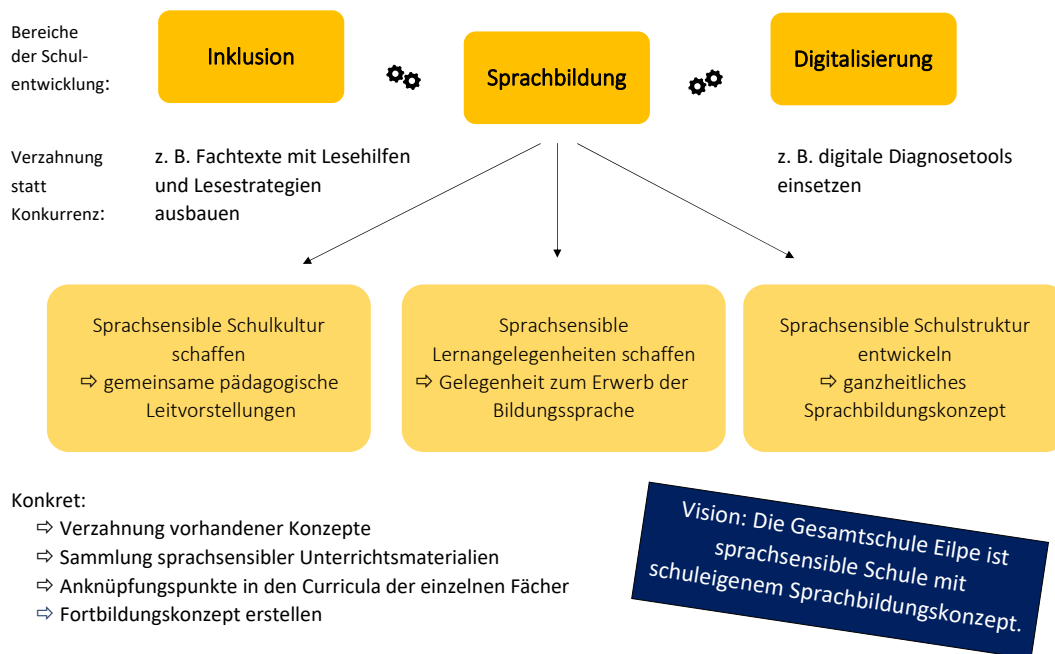 Bereiche
der Schul-
entwicklung:
Inklusion
Sprachbildung
Digitalisierung
Verzahnung
statt
Konkurrenz:
z. B. Fachtexte mit Lesehilfen
und Lesestrategien
ausbauen
z. B. digitale Diagnosetools
einsetzen
Sprachsensible Schulkultur
schaffen
⇨ gemeinsame pädagogische
Leitvorstellungen
Sprachsensible
Lernangelegenheiten schaffen
⇨ Gelegenheit zum Erwerb der
Bildungssprache
Sprachsensible Schulstruktur
entwickeln
⇨ ganzheitliches
Sprachbildungskonzept
Konkret:
⇨ Verzahnung vorhandener Konzepte
⇨ Sammlung sprachsensibler Unterrichtsmaterialien
⇨ Anknüpfungspunkte in den Curricula der einzelnen Fächer
⇨ Fortbildungskonzept erstellen
Vision: Die Gesamtschule Eilpe ist
sprachsensible Schule mit
schuleigenem Sprachbildungskonzept.